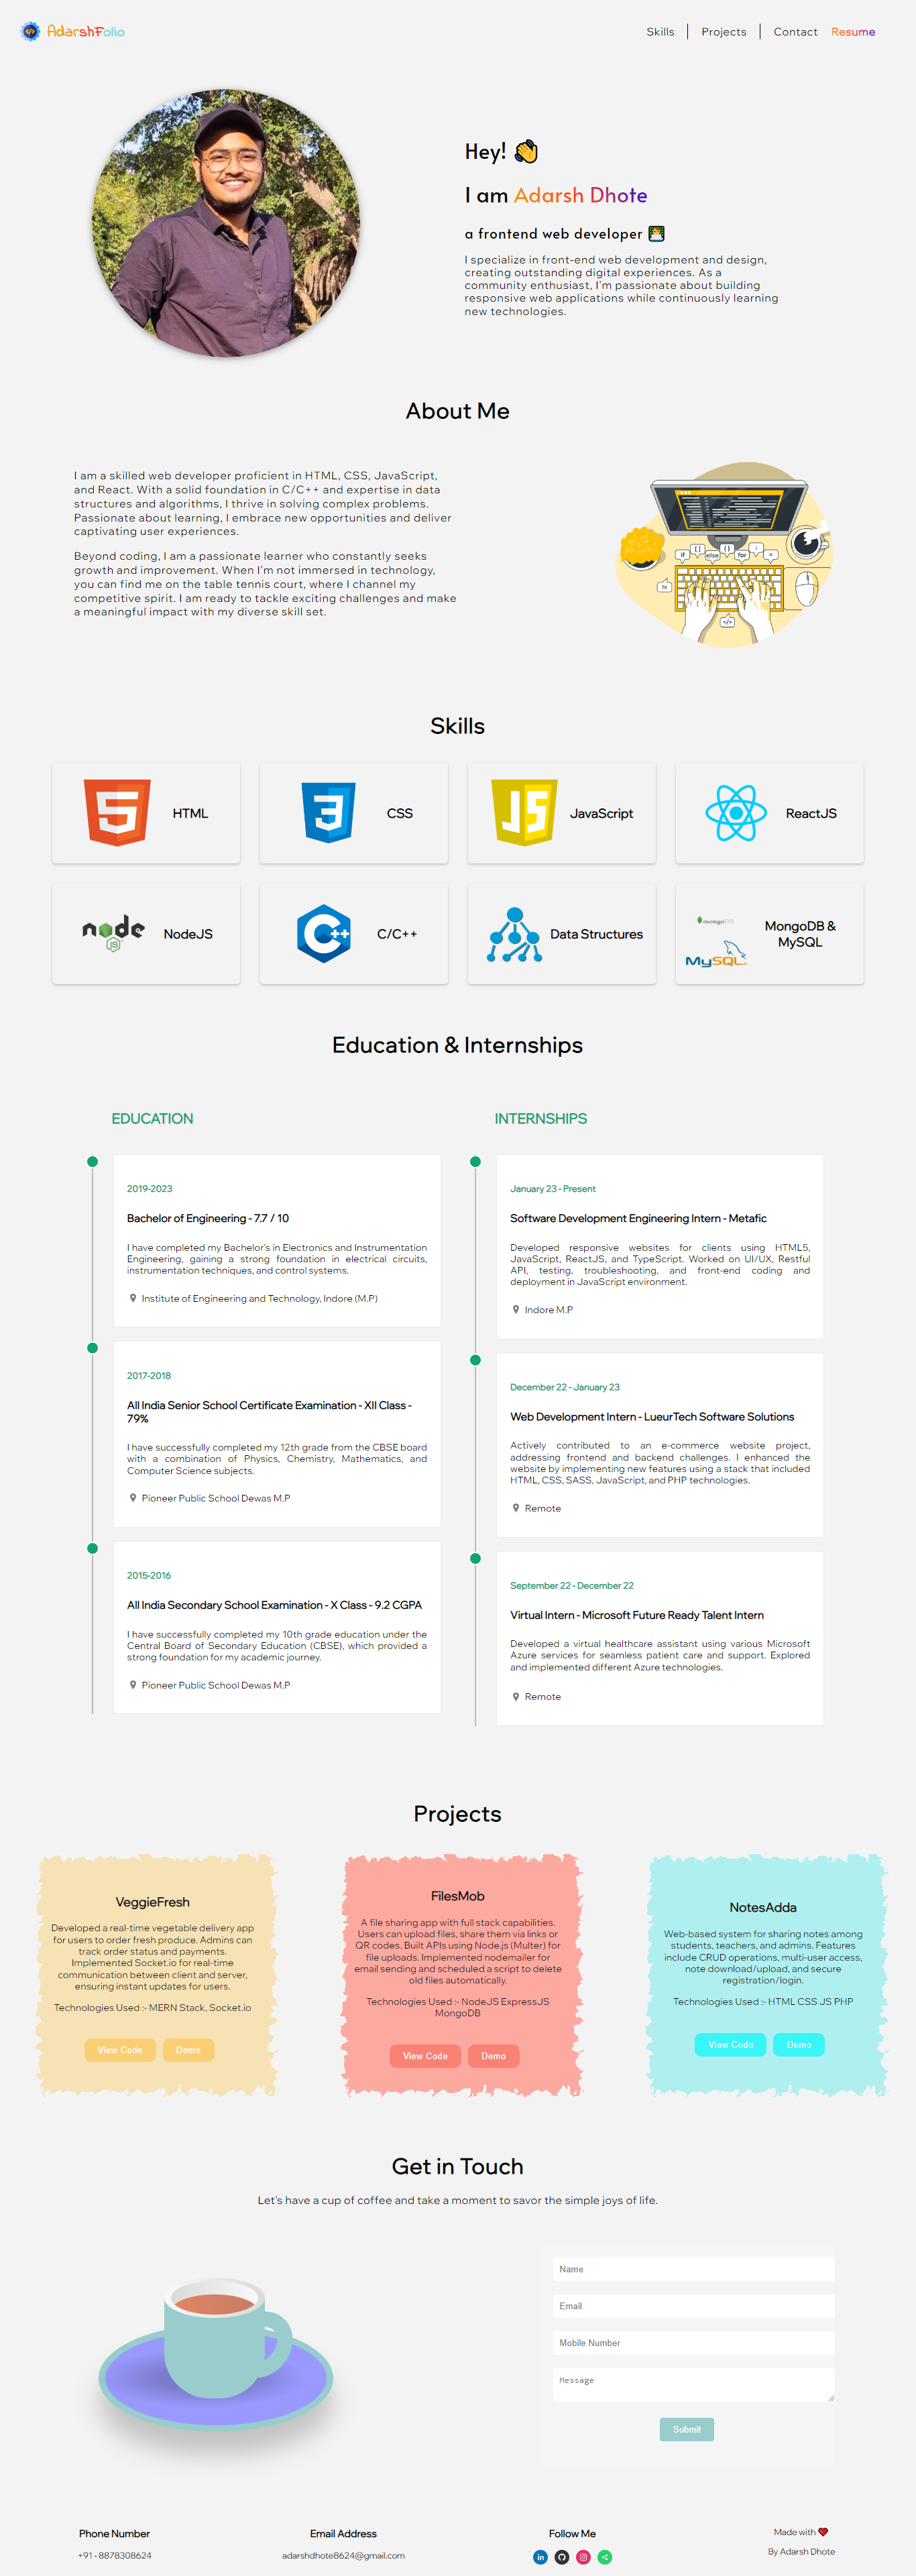 AdarshFolio
Skills
Projects
Contact
Resume
Hey! 👋
I am Adarsh Dhote
a frontend web developer 👨‍💻
I specialize in front-end web development and design,
creating outstanding digital experiences. As a
community enthusiast, I'm passionate about building
responsive web applications while continuously learning
new technologies.
About Me
I am a skilled web developer proficient in HTML, CSS, JavaScript,
and React. With a solid foundation in C/C++ and expertise in data
structures and algorithms, I thrive in solving complex problems.
Passionate about learning, I embrace new opportunities and deliver
captivating user experiences.
Beyond coding, I am a passionate learner who constantly seeks
growth and improvement. When I'm not immersed in technology,
you can find me on the table tennis court, where I channel my
competitive spirit. I am ready to tackle exciting challenges and make
a meaningful impact with my diverse skill set.
if
[ ]
else
{ }
for
;
=
</>
Skills
5
HTML
3
CSS
JS
JavaScript
ReactJS
node
JS
NodeJS
C++
C/C++
Data Structures
mongoDB
MySQL
MongoDB &
MySQL
Education & Internships
EDUCATION
2019-2023
Bachelor of Engineering - 7.7 / 10
I have completed my Bachelor's in Electronics and Instrumentation
Engineering, gaining a strong foundation in electrical circuits,
instrumentation techniques, and control systems.
Institute of Engineering and Technology, Indore (M.P)
2017-2018
All India Senior School Certificate Examination - XII Class -
79%
I have successfully completed my 12th grade from the CBSE board
with a combination of Physics, Chemistry, Mathematics, and
Computer Science subjects.
Pioneer Public School Dewas M.P
2015-2016
All India Secondary School Examination - X Class - 9.2 CGPA
I have successfully completed my 10th grade education under the
Central Board of Secondary Education (CBSE), which provided a
strong foundation for my academic journey.
Pioneer Public School Dewas M.P
INTERNSHIPS
January 23 - Present
Software Development Engineering Intern - Metafic
Developed responsive websites for clients using HTML5,
JavaScript, ReactJS, and TypeScript. Worked on UI/UX, Restful
API, testing, troubleshooting, and front-end coding and
deployment in JavaScript environment.
Indore M.P
December 22 - January 23
Web Development Intern - LueurTech Software Solutions
Actively contributed to an e-commerce website project,
addressing frontend and backend challenges. I enhanced the
website by implementing new features using a stack that included
HTML, CSS, SASS, JavaScript, and PHP technologies.
Remote
September 22 - December 22
Virtual Intern - Microsoft Future Ready Talent Intern
Developed a virtual healthcare assistant using various Microsoft
Azure services for seamless patient care and support. Explored
and implemented different Azure technologies.
Remote
Projects
VeggieFresh
Developed a real-time vegetable delivery app
for users to order fresh produce. Admins can
track order status and payments.
Implemented Socket.io for real-time
communication between client and server,
ensuring instant updates for users.
Technologies Used :- MERN Stack, Socket.io
View Code
Demo
FilesMob
A file sharing app with full stack capabilities.
Users can upload files, share them via links or
QR codes. Built APIs using Node.js (Multer) for
file uploads. Implemented nodemailer for
email sending and scheduled a script to delete
old files automatically.
Technologies Used :- NodeJS ExpressJS
MongoDB
View Code
Demo
NotesAdda
Web-based system for sharing notes among
students, teachers, and admins. Features
include CRUD operations, multi-user access,
note download/upload, and secure
registration/login.
Technologies Used :- HTML CSS JS PHP
View Code
Demo
Get in Touch
Let's have a cup of coffee and take a moment to savor the simple joys of life.
Name
Email
Mobile Number
Message
Submit
Phone Number
+91 - 8878308624
Email Address
adarshdhote8624@gmail.com
Follow Me
in
Made with ❤
By Adarsh Dhote